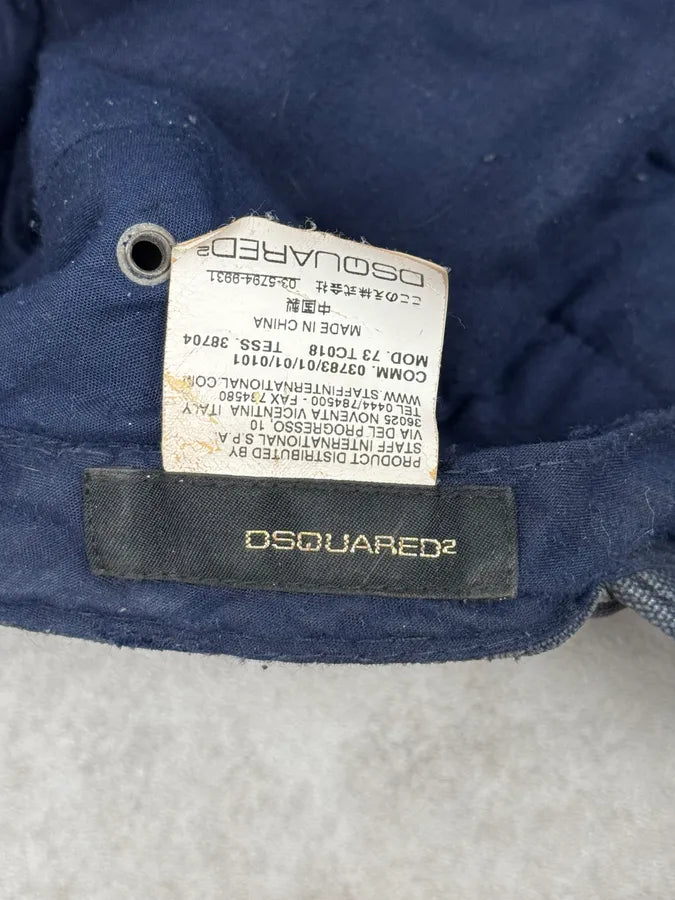 DSQUARED2
ここのえ株式会社 03-5794-9931
中国製
MADE IN CHINA
MOD. 73 TC018 TESS. 38704
COMM. 03783/01/01/0101
WWW.STAFFINTERNATIONAL.COM
TEL 0444/784500 - FAX 784580
36025 NOVENTA VICENTINA ITALY
VIA DEL PROGRESSO, 10
STAFF INTERNATIONAL S.P.A.
PRODUCT DISTRIBUTED BY
DSQUARED2